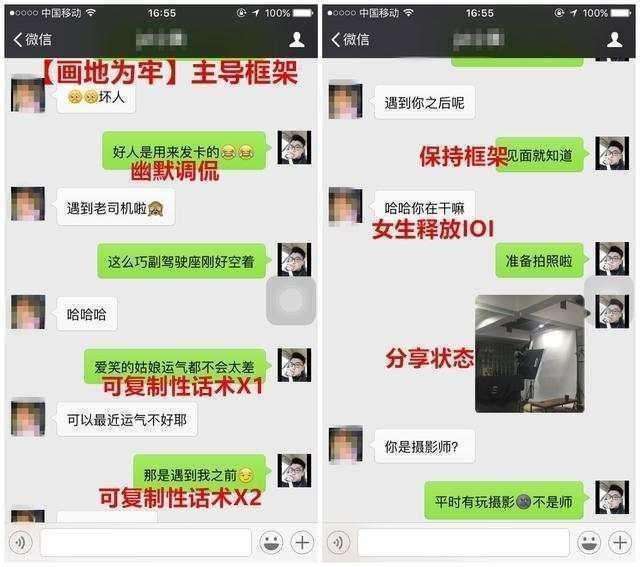 中国移动
16:55
100%
微信
【画地为牢】主导框架
坏人
好人是用来发卡的
幽默调侃
遇到老司机啦
这么巧副驾驶座刚好空着
哈哈哈
爱笑的姑娘运气都不会太差
可复制性话术X1
可以最近运气不好耶
那是遇到我之前
可复制性话术X2
中国移动
16:55
100%
微信
遇到你之后呢
保持框架
见面就知道
哈哈你在干嘛
女生释放IOI
准备拍照啦
分享状态
你是摄影师?
平时有玩摄影 不是师